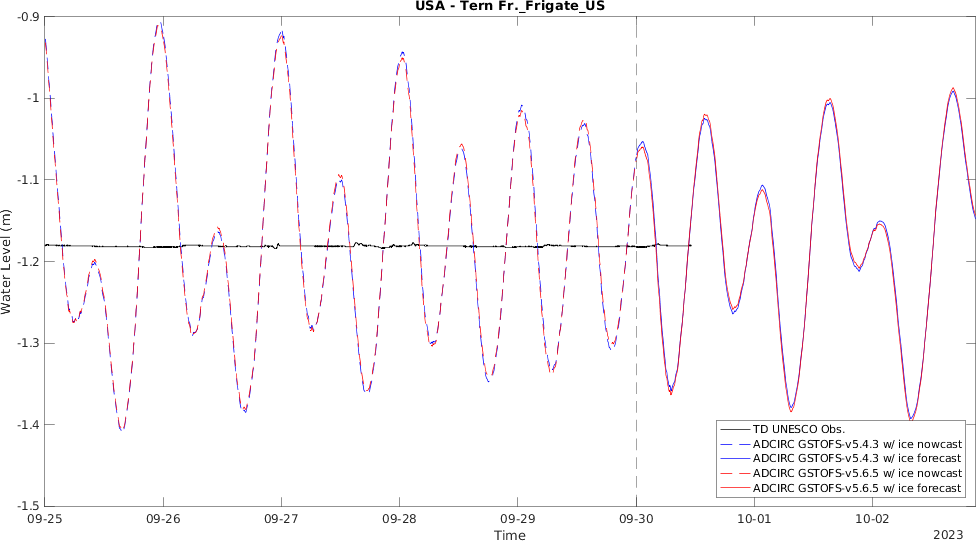 USA - Tern Fr._Frigate_US
Water Level (m)
-0.9
-1
-1.1
-1.2
-1.3
-1.4
-1.5
TD UNESCO Obs.
ADCIRC GSTOFS-v5.4.3 w/ ice nowcast
ADCIRC GSTOFS-v5.4.3 w/ ice forecast
ADCIRC GSTOFS-v5.6.5 w/ ice nowcast
ADCIRC GSTOFS-v5.6.5 w/ ice forecast
09-25 09-26 09-27 09-28 09-29 09-30 10-01 10-02
Time
2023